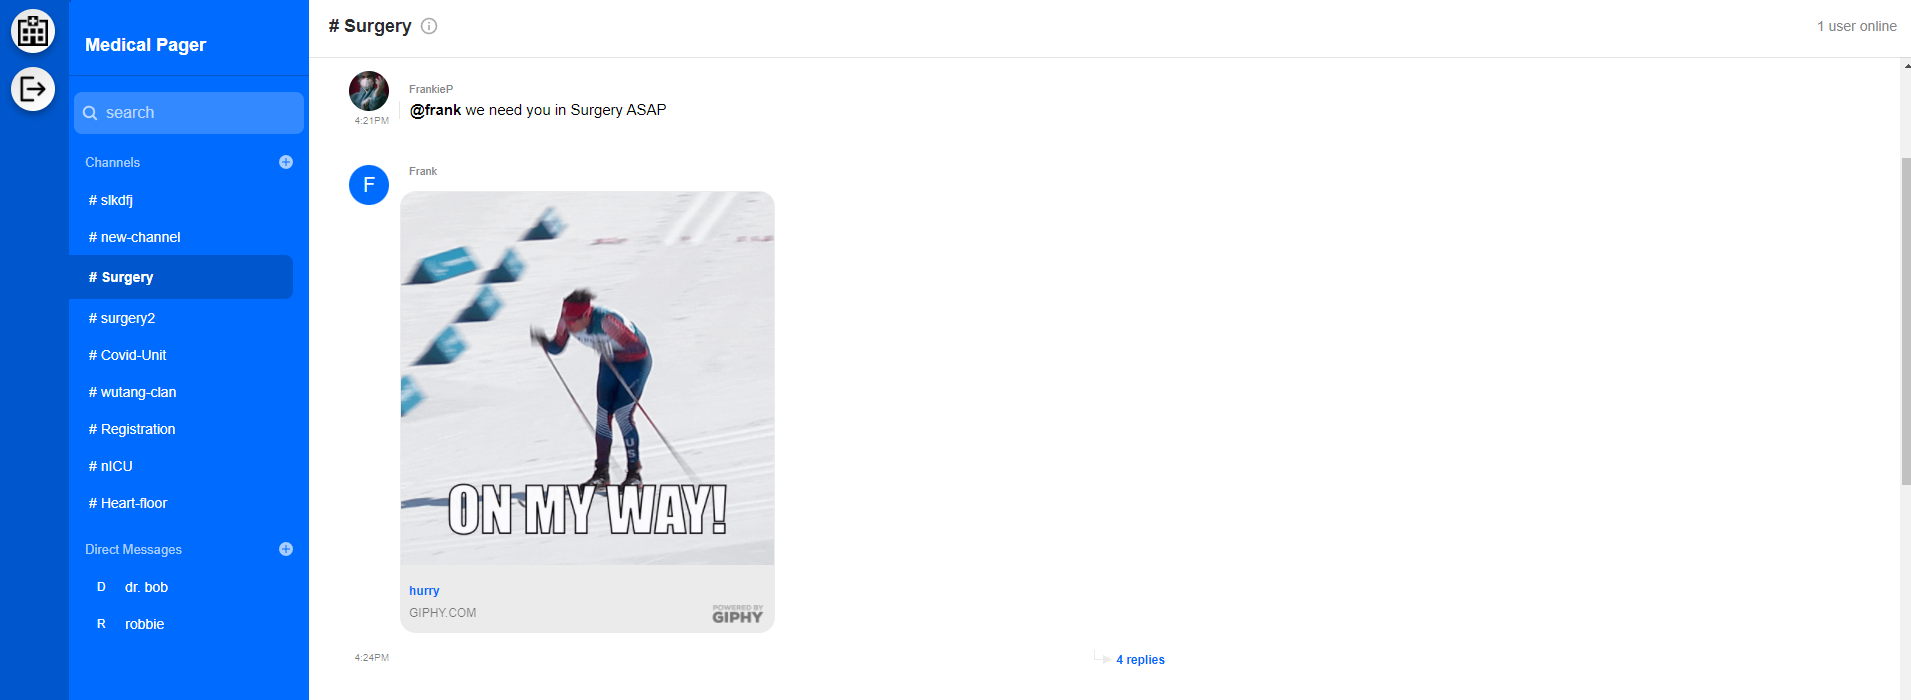 Medical Pager
search
Channels
# slkdfj
# new-channel
# Surgery
# surgery2
# Covid-Unit
# wutang-clan
# Registration
# nICU
# Heart-floor
Direct Messages
D dr. bob
R robbie
# Surgery
1 user online
FrankieP
@frank we need you in Surgery ASAP
4:21PM
Frank
F
U
S
ON MY WAY!
hurry
GIPHY.COM
POWERED BY
GIPHY
4:24PM
4 replies